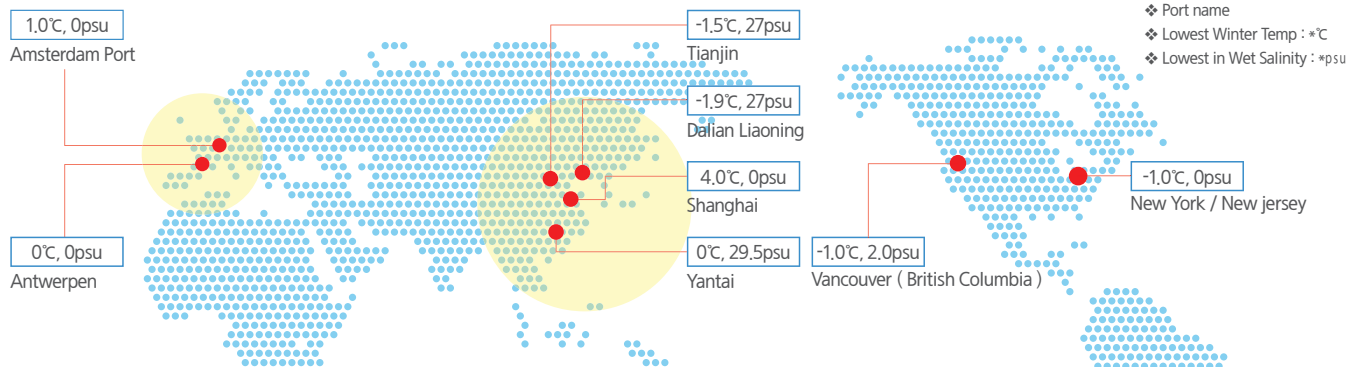 1.0℃, 0psu
Amsterdam Port
0℃, 0psu
Antwerpen
-1.5℃, 27psu
Tianjin
-1.9℃, 27psu
Dalian Liaoning
4.0℃, 0psu
Shanghai
0℃, 29.5psu
Yantai
-1.0℃, 2.0psu
Vancouver ( British Columbia )
-1.0℃, 0psu
New York / New jersey
❖ Port name
❖ Lowest Winter Temp : *℃
❖ Lowest in Wet Salinity : *psu